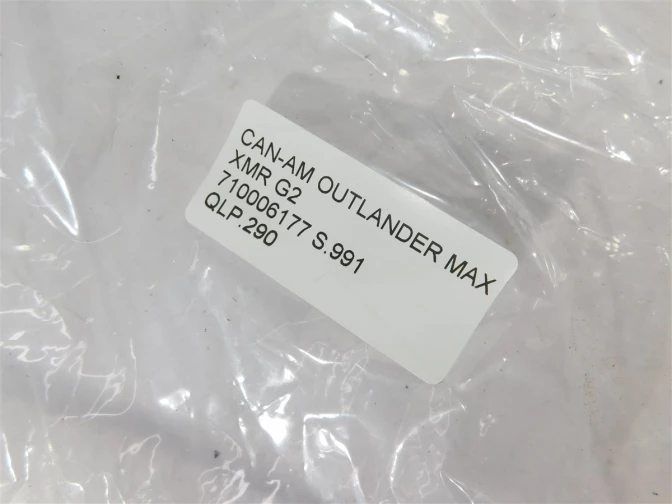 CAN-AM OUTLANDER MAX
XMR G2
710006177 S.991
QLP.290